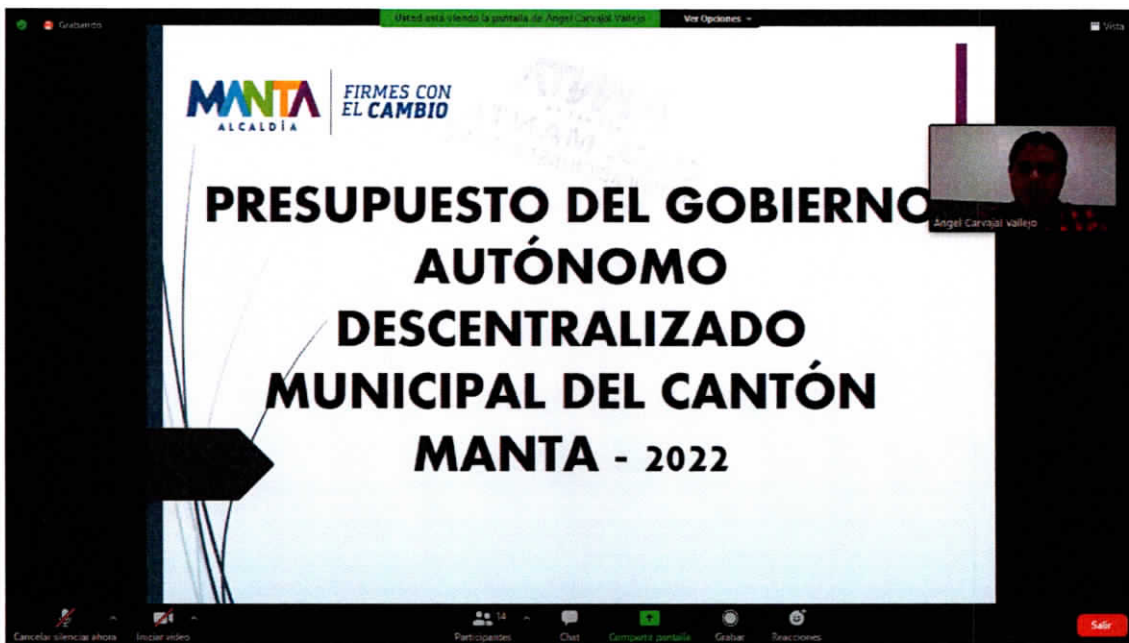 Grabando
Usted está viendo la pantalla de Angel Carvajal Vallejo
Ver Opciones
Vista
MANTA
ALCALDÍA
FIRMES CON
EL CAMBIO
Angel Carvajal Vallejo
PRESUPUESTO DEL GOBIERNO
AUTÓNOMO
DESCENTRALIZADO
MUNICIPAL DEL CANTÓN
MANTA - 2022
Cancelar silenciar ahora
Iniciar video
Participantes
14
Chat
Compartir pantalla
Grabar
Reacciones
Salir